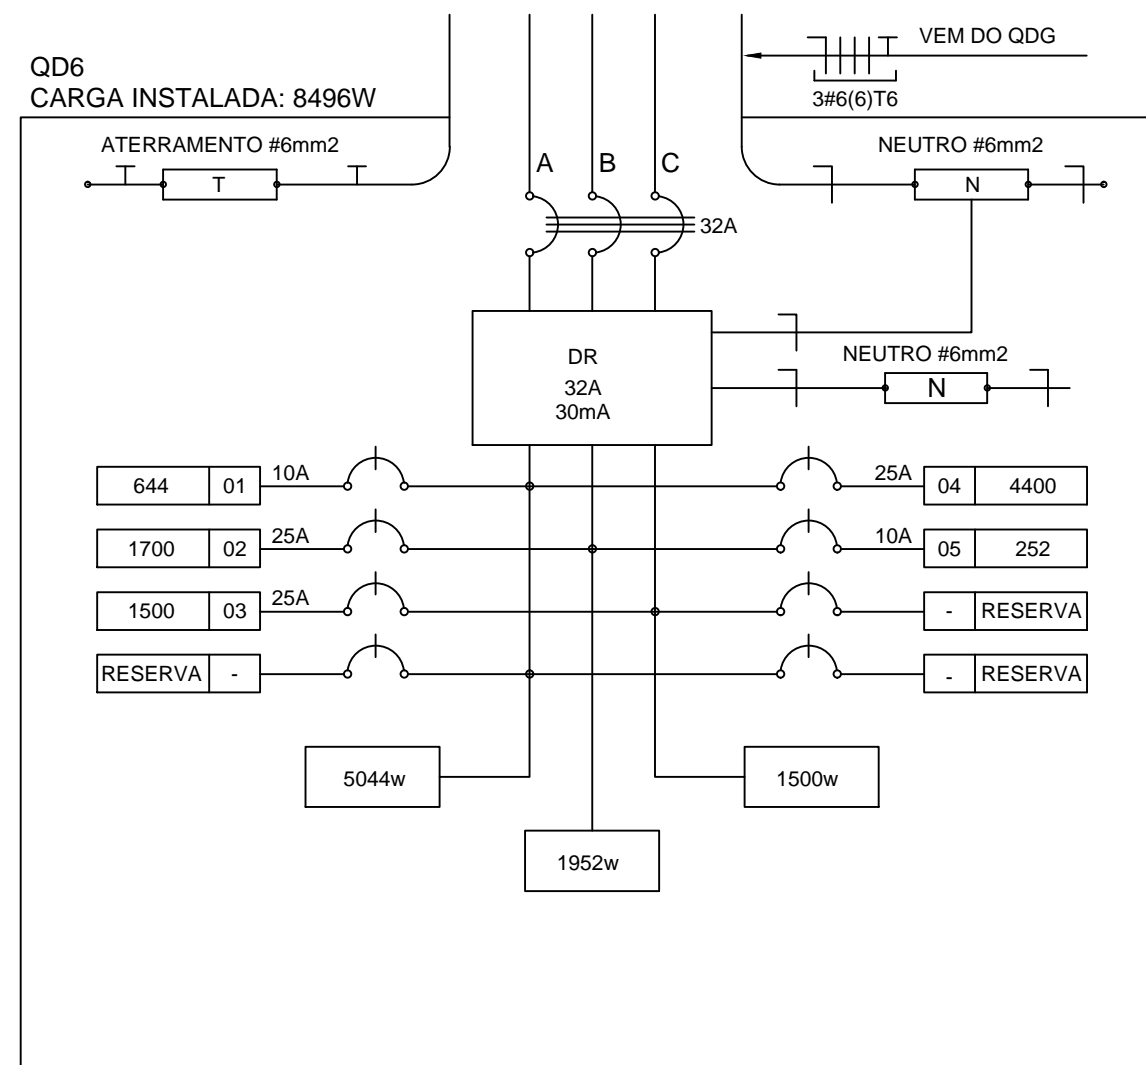 VEM DO QDG
QD6
CARGA INSTALADA: 8496W
3#6(6)T6
ATERRAMENTO #6mm2
NEUTRO #6mm2
A B C
T
N
32A
DR
32A
30mA
NEUTRO #6mm2
N
644 01 10A
25A 04 4400
1700 02 25A
10A 05 252
1500 03 25A
- RESERVA
RESERVA -
- RESERVA
5044w
1500w
1952w